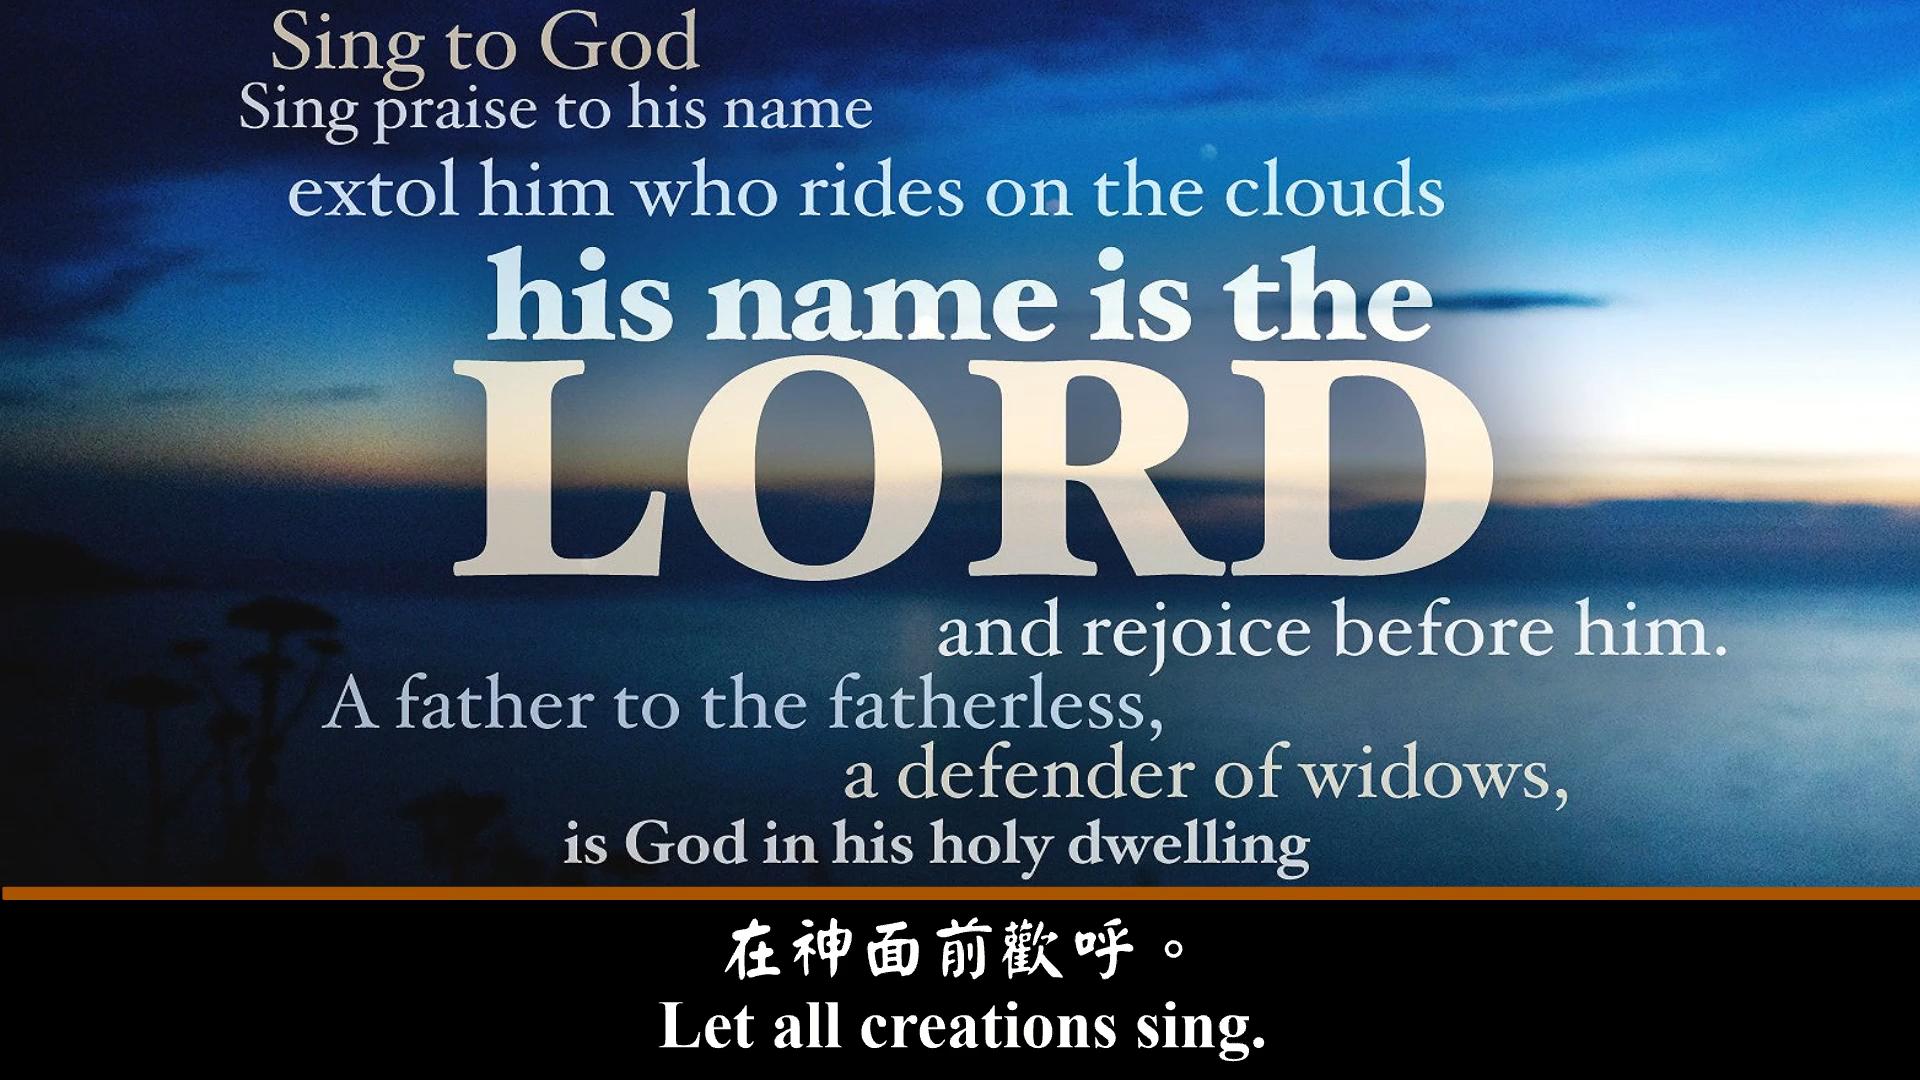 Sing to God
Sing praise to his name
extol him who rides on the clouds
his name is the
LORD
and rejoice before him.
A father to the fatherless,
a defender of widows,
is God in his holy dwelling
在神面前歡呼。
Let all creations sing.